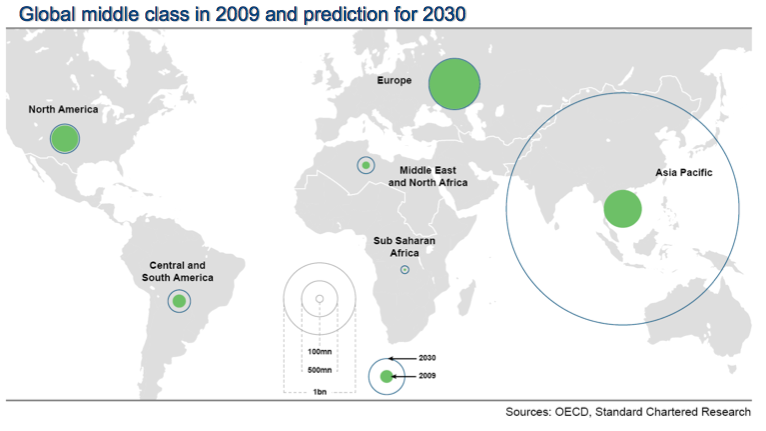 Global middle class in 2009 and prediction for 2030
Europe
North America
Middle East
and North Africa
Asia Pacific
Sub Saharan
Africa
Central and
South America
100mn
500mn
1bn
2030
2009
Sources: OECD, Standard Chartered Research